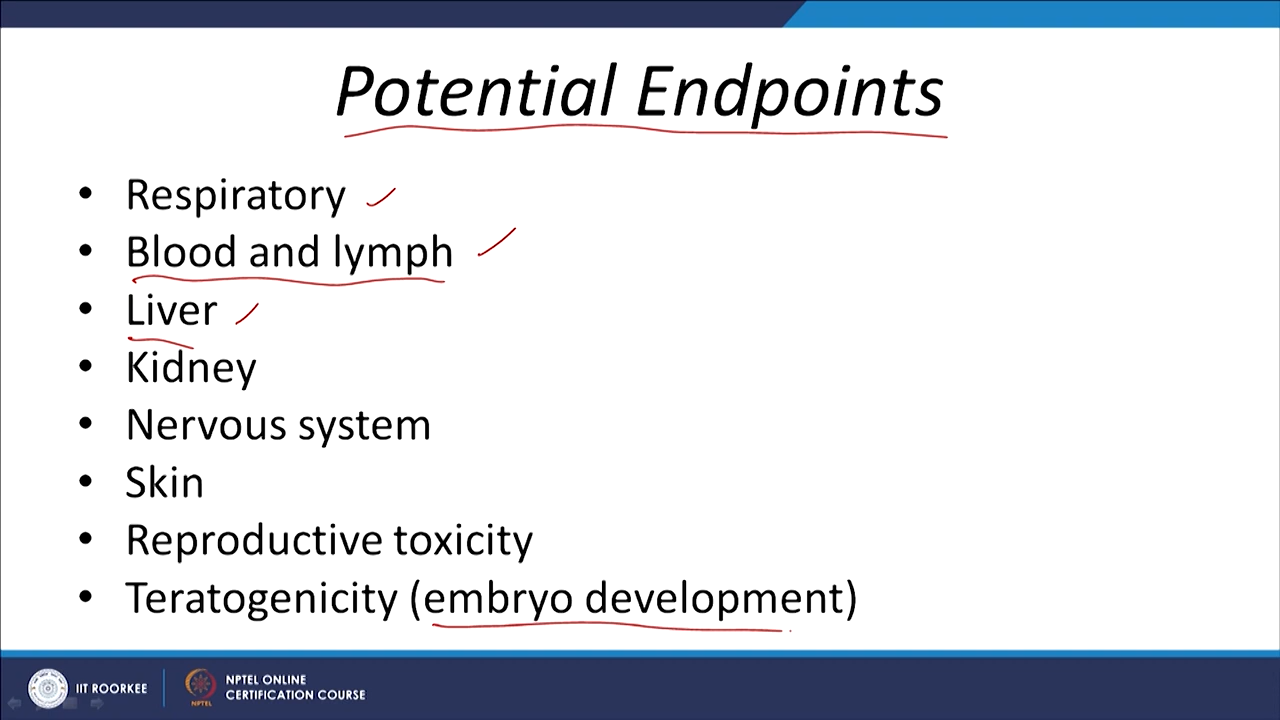 Potential Endpoints
• Respiratory
• Blood and lymph
• Liver
• Kidney
• Nervous system
• Skin
• Reproductive toxicity
• Teratogenicity (embryo development)
IIT ROORKEE
NPTEL
NPTEL ONLINE
CERTIFICATION COURSE